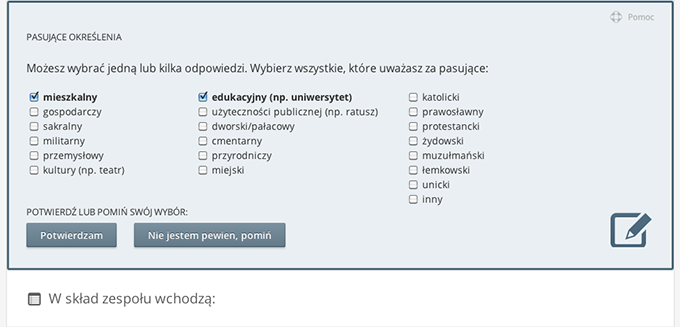 Pomoc
PASUJĄCE OKREŚLENIA
Możesz wybrać jedną lub kilka odpowiedzi. Wybierz wszystkie, które uważasz za pasujące:
mieszkalny
gospodarczy
sakralny
militarny
przemysłowy
kultury (np. teatr)
edukacyjny (np. uniwersytet)
użyteczności publicznej (np. ratusz)
dworski/pałacowy
cmentarny
przyrodniczy
miejski
katolicki
prawosławny
protestancki
żydowski
muzułmański
łemkowski
unicki
inny
POTWIERDŹ LUB POMIŃ SWÓJ WYBÓR:
Potwierdzam
Nie jestem pewien, pomiń
W skład zespołu wchodzą: